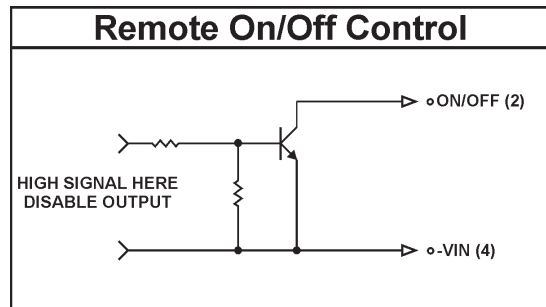 Remote On/Off Control
ON/OFF (2)
HIGH SIGNAL HERE
DISABLE OUTPUT
-VIN (4)